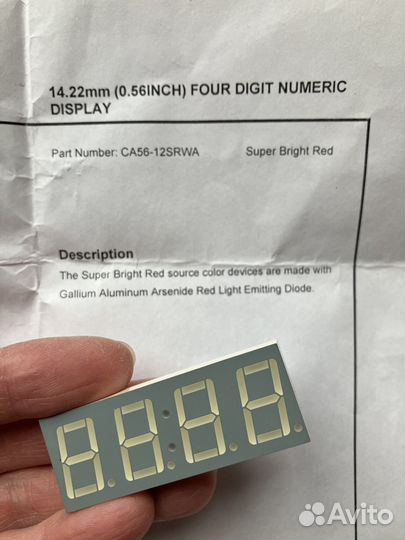 14.22mm (0.56INCH) FOUR DIGIT NUMERIC
DISPLAY
Part Number: CA56-12SRWA Super Bright Red
Description
The Super Bright Red source color devices are made with
Gallium Aluminum Arsenide Red Light Emitting Diode.
Avito